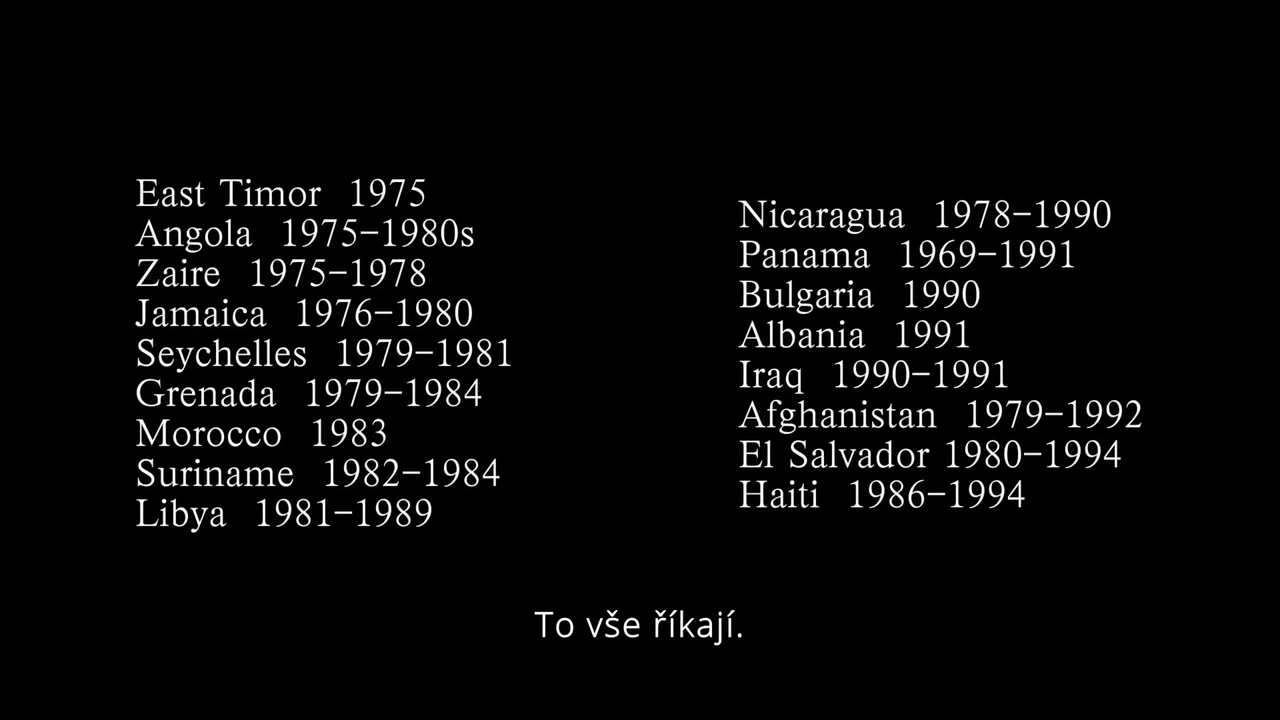 East Timor 1975
Angola 1975-1980s
Zaire 1975-1978
Jamaica 1976-1980
Seychelles 1979-1981
Grenada 1979-1984
Morocco 1983
Suriname 1982-1984
Libya 1981-1989
Nicaragua 1978-1990
Panama 1969-1991
Bulgaria 1990
Albania 1991
Iraq 1990-1991
Afghanistan 1979-1992
El Salvador 1980-1994
Haiti 1986-1994
To vše říkají.